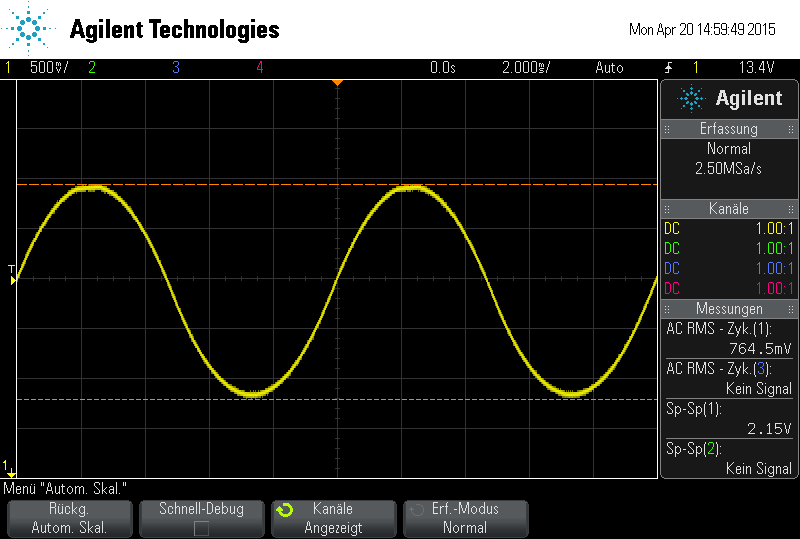 Agilent Technologies
Mon Apr 20 14:59:49 2015
1 500mV/ 2 3 4 0.0s 2.000ms/ Auto 1 13.4V
Agilent
Erfassung
Normal
2.50MSa/s
Kanäle
DC 1.00:1
DC 1.00:1
DC 1.00:1
DC 1.00:1
Messungen
AC RMS - Zyk.(1):
764.5mV
AC RMS - Zyk.(3):
Kein Signal
Sp-Sp(1):
2.15V
Sp-Sp(2):
Kein Signal
T
1
Menü "Autom. Skal."
Rückg.
Autom. Skal.
Schnell-Debug
Kanäle
Angezeigt
Erf.-Modus
Normal